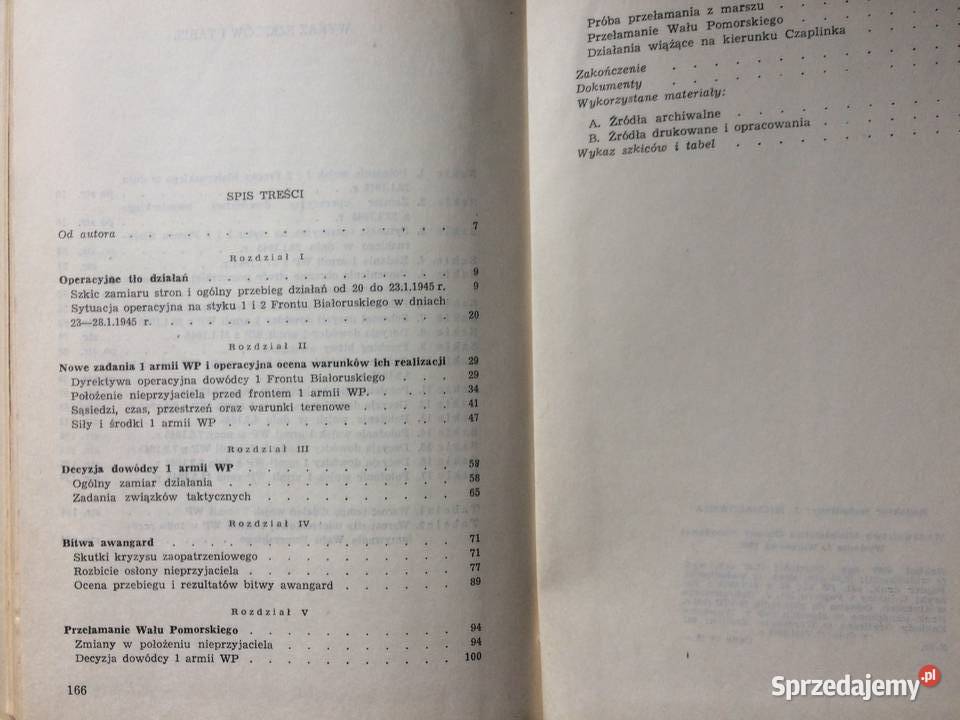 SPIS TREŚCI
Od autora . . . . . . . . . . . . . . . . 7
Rozdział I
Operacyjne tło działań . . . . . . . . . . . 9
Szkic zamiaru stron i ogólny przebieg działań od 20 do 23.1.1945 r. 9
Sytuacja operacyjna na styku 1 i 2 Frontu Białoruskiego w dniach
23—28.1.1945 r. . . . . . . . . . . . . . 20
Rozdział II
Nowe zadania 1 armii WP i operacyjna ocena warunków ich realizacji 29
Dyrektywa operacyjna dowódcy 1 Frontu Białoruskiego . . . 29
Położenie nieprzyjaciela przed frontem 1 armii WP. . . . . 34
Sąsiedzi, czas, przestrzeń oraz warunki terenowe . . . . . 41
Siły i środki 1 armii WP . . . . . . . . . . 47
Rozdział III
Decyzja dowódcy 1 armii WP . . . . . . . . . . 58
Ogólny zamiar działania . . . . . . . . . . 58
Zadania związków taktycznych . . . . . . . . . 65
Rozdział IV
Bitwa awangard . . . . . . . . . . . . . 71
Skutki kryzysu zaopatrzeniowego . . . . . . . . 71
Rozbicie osłony nieprzyjaciela . . . . . . . . . 77
Ocena przebiegu i rezultatów bitwy awangard . . . . . 89
Rozdział V
Przełamanie Wału Pomorskiego . . . . . . . . . 94
Zmiany w położeniu nieprzyjaciela . . . . . . . . 94
Decyzja dowódcy 1 armii WP . . . . . . . . . 100
166
Próba przełamania z marszu . . . . . .
Przełamanie Wału Pomorskiego . . . . . .
Działania wiążące na kierunku Czaplinka . . . .
Zakończenie . . . . . . . . . .
Dokumenty . . . . . . . . . .
Wykorzystane materiały:
A. Źródła archiwalne . . . . . . . .
B. Źródła drukowane i opracowania . . . . .
Wykaz szkiców i tabel . . . . . . . .
Sprzedajemy.pl